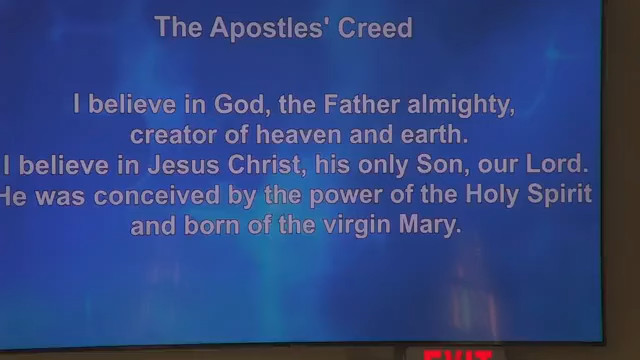 The Apostles' Creed
I believe in God, the Father almighty,
creator of heaven and earth.
I believe in Jesus Christ, his only Son, our Lord.
He was conceived by the power of the Holy Spirit
and born of the virgin Mary.
EXIT